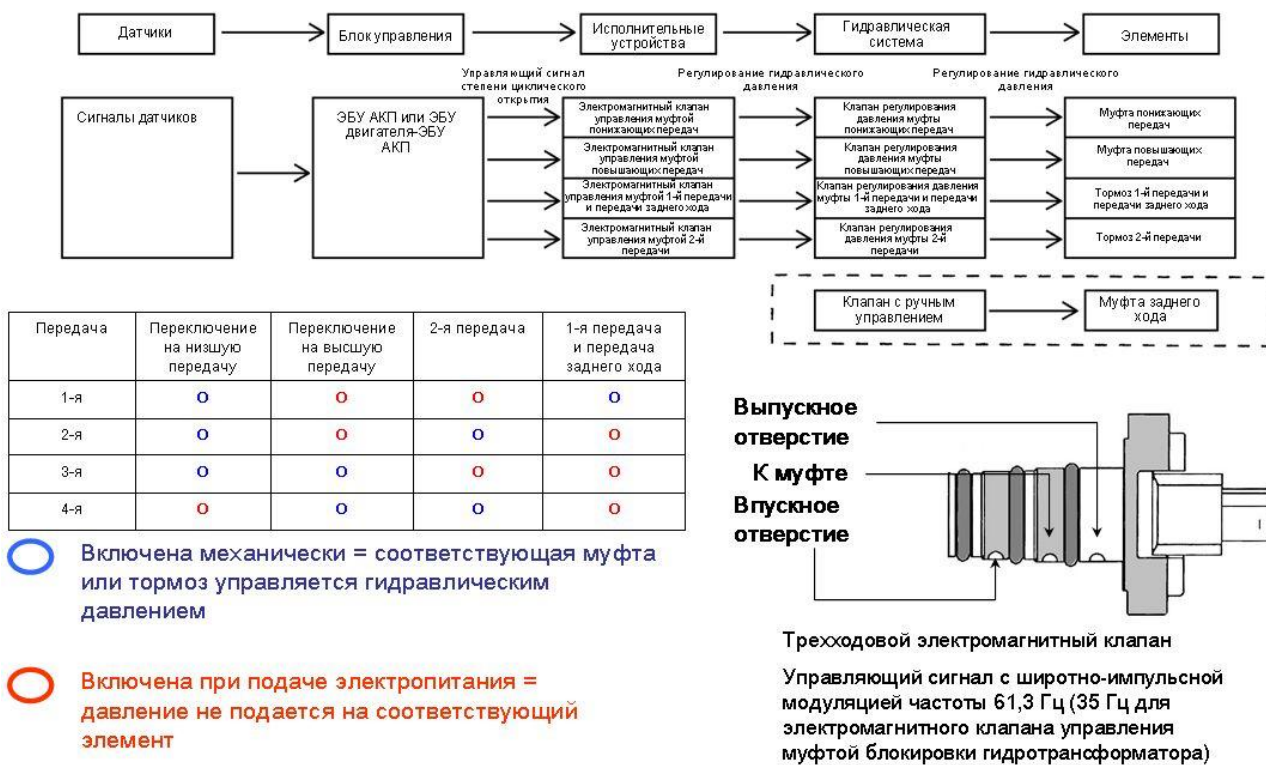 Датчики
Блок управления
Исполнительные
устройства
Гидравлическая
система
Элементы
Управляющий сигнал
степени циклического
открытия
Регулирование гидравлического
давления
Регулирование гидравлического
давления
Сигналы датчиков
ЭБУ АКП или ЭБУ
двигателя-ЭБУ
АКП
Электромагнитный клапан
управления муфтой
понижающих передач
Клапан регулирования
давления муфты
понижающих передач
Муфта понижающих
передач
Электромагнитный клапан
управления муфтой
повышающих передач
Клапан регулирования
давления муфты
повышающих передач
Муфта повышающих
передач
Электромагнитный клапан
управления муфтой 1-й передачи
и передачи заднего хода
Клапан регулирования давления
муфты 1-й передачи и передачи
заднего хода
Тормоз 1-й передачи и
передачи заднего хода
Электромагнитный клапан
управления муфтой 2-й
передачи
Клапан регулирования
давления муфты 2-й
передачи
Тормоз 2-й передачи
Клапан с ручным
управлением
Муфта заднего
хода
Передача
Переключение
на низшую
передачу
Переключение
на высшую
передачу
2-я передача
1-я передача
и передача
заднего хода
1-я О О О О
2-я О О О О
3-я О О О О
4-я О О О О
Включена механически = соответствующая муфта
или тормоз управляется гидравлическим
давлением
Включена при подаче электропитания =
давление не подается на соответствующий
элемент
Выпускное
отверстие
К муфте
Впускное
отверстие
Трехходовой электромагнитный клапан
Управляющий сигнал с широтно-импульсной
модуляцией частоты 61,3 Гц (35 Гц для
электромагнитного клапана управления
муфтой блокировки гидротрансформатора)